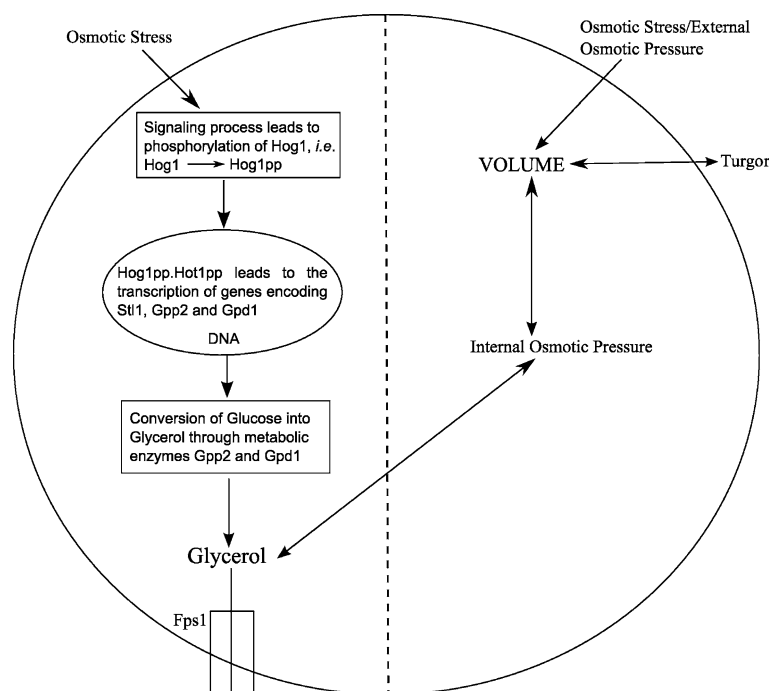 Osmotic Stress
Signaling process leads to
phosphorylation of Hog1, i.e.
Hog1 Hog1pp
Hog1pp.Hot1pp leads to the
transcription of genes encoding
Stl1, Gpp2 and Gpd1
DNA
Conversion of Glucose into
Glycerol through metabolic
enzymes Gpp2 and Gpd1
Glycerol
Fps1
Osmotic Stress/External
Osmotic Pressure
VOLUME
Turgor
Internal Osmotic Pressure